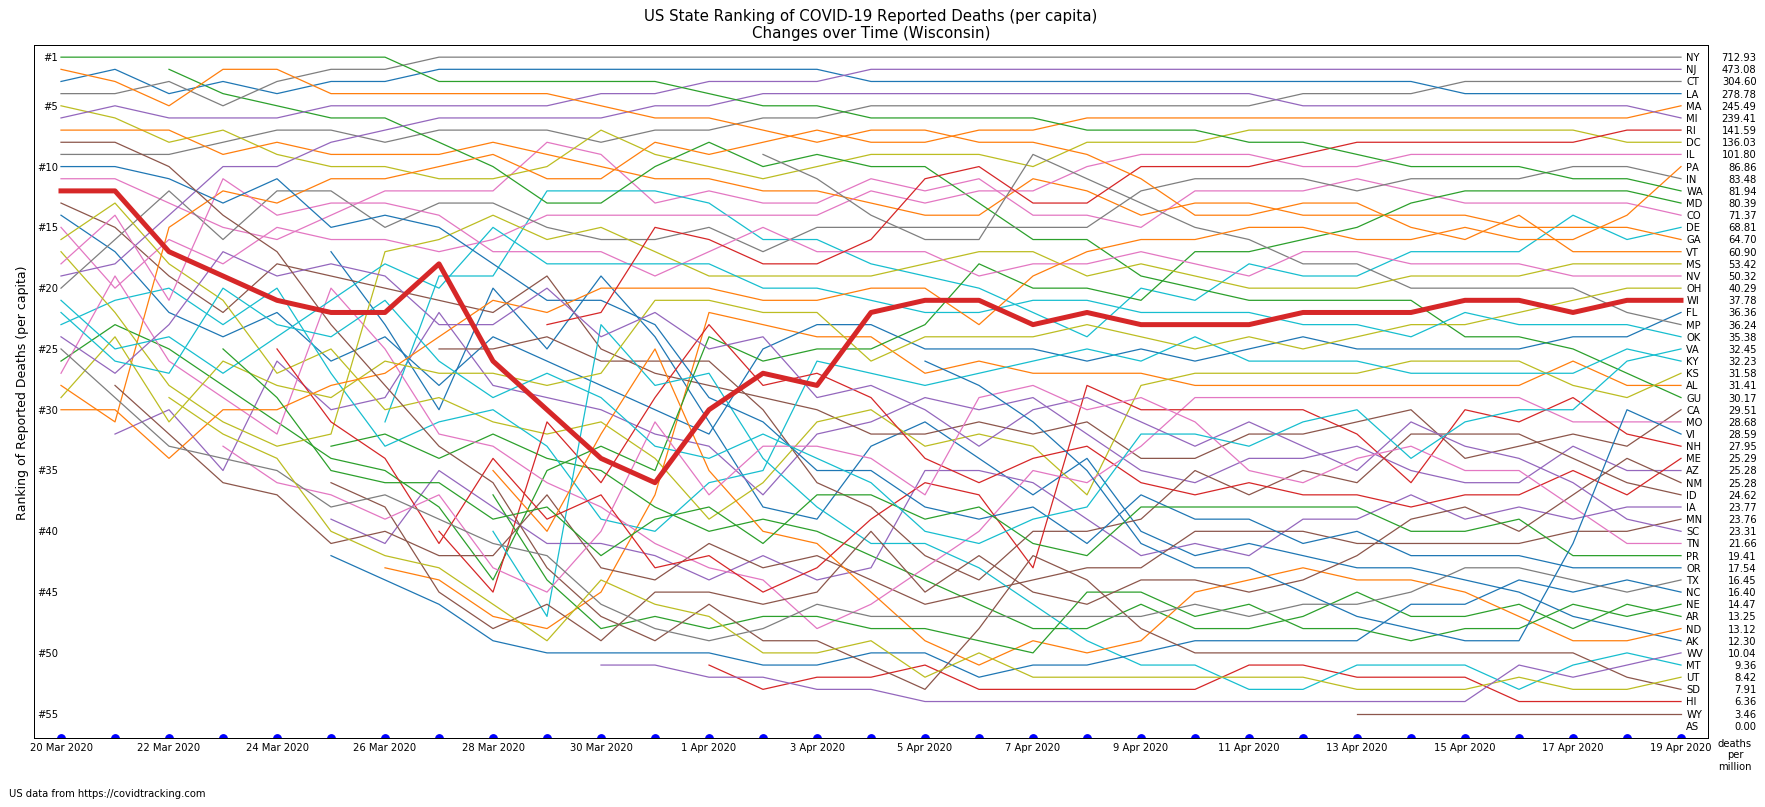 US State Ranking of COVID-19 Reported Deaths (per capita)
Changes over Time (Wisconsin)
Ranking of Reported Deaths (per capita)
#1
#5
#10
#15
#20
#25
#30
#35
#40
#45
#50
#55
NY 712.93
NJ 473.08
CT 304.60
LA 278.78
MA 245.49
MI 239.41
RI 141.59
DC 136.03
IL 101.80
PA 86.86
IN 83.48
WA 81.94
MD 80.39
CO 71.37
DE 68.81
GA 64.70
VT 60.90
MS 53.42
NV 50.32
OH 40.29
WI 37.78
FL 36.36
MP 36.24
OK 35.38
VA 32.45
KY 32.23
KS 31.58
AL 31.41
GU 30.17
CA 29.51
MO 28.68
VI 28.59
NH 27.95
ME 25.29
AZ 25.28
NM 25.28
ID 24.62
IA 23.77
MN 23.76
SC 23.31
TN 21.66
PR 19.41
OR 17.54
TX 16.45
NC 16.40
NE 14.47
AR 13.25
ND 13.12
AK 12.30
WV 10.04
MT 9.36
UT 8.42
SD 7.91
HI 6.36
WY 3.46
AS 0.00
20 Mar 2020 22 Mar 2020 24 Mar 2020 26 Mar 2020 28 Mar 2020 30 Mar 2020 1 Apr 2020 3 Apr 2020 5 Apr 2020 7 Apr 2020 9 Apr 2020 11 Apr 2020 13 Apr 2020 15 Apr 2020 17 Apr 2020 19 Apr 2020
deaths
per
million
US data from https://covidtracking.com